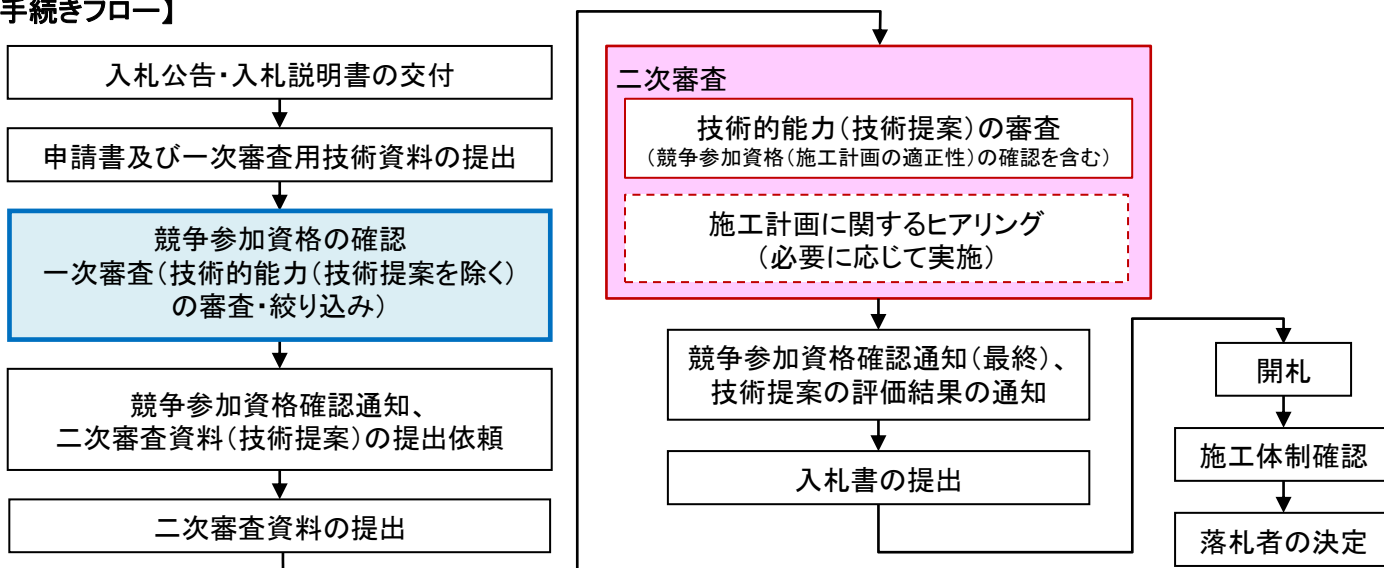 手続きフロー】
入札公告・入札説明書の交付
申請書及び一次審査用技術資料の提出
競争参加資格の確認
一次審査(技術的能力(技術提案を除く)
の審査・絞り込み)
競争参加資格確認通知、
二次審査資料(技術提案)の提出依頼
二次審査資料の提出
二次審査
技術的能力(技術提案)の審査
(競争参加資格(施工計画の適正性)の確認を含む)
施工計画に関するヒアリング
(必要に応じて実施)
競争参加資格確認通知(最終)、
技術提案の評価結果の通知
入札書の提出
開札
施工体制確認
落札者の決定